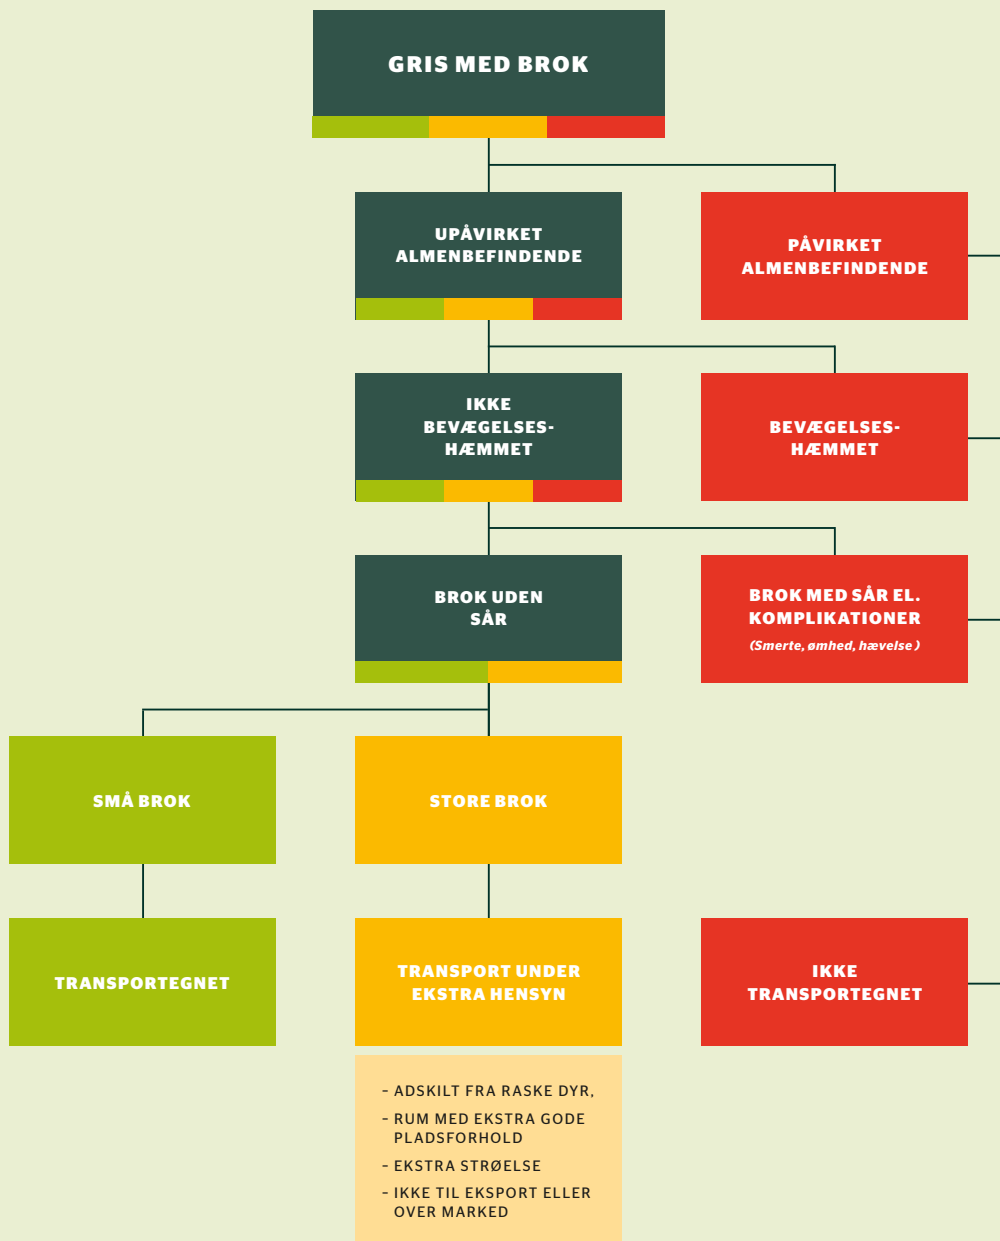 GRIS MED BROK
UPÅVIRKET
ALMENBEFINDENDE
PÅVIRKET
ALMENBEFINDENDE
IKKE
BEVÆGELSES-
HÆMMET
BEVÆGELSES-
HÆMMET
BROK UDEN
SÅR
BROK MED SÅR EL.
KOMPLIKATIONER
(Smerte, ømhed, hævelse)
SMÅ BROK
STORE BROK
TRANSPORTEGNET
TRANSPORT UNDER
EKSTRA HENSYN
IKKE
TRANSPORTEGNET
- ADSKILT FRA RASKE DYR,
- RUM MED EKSTRA GODE
PLADSFORHOLD
- EKSTRA STRØELSE
- IKKE TIL EKSPORT ELLER
OVER MARKED